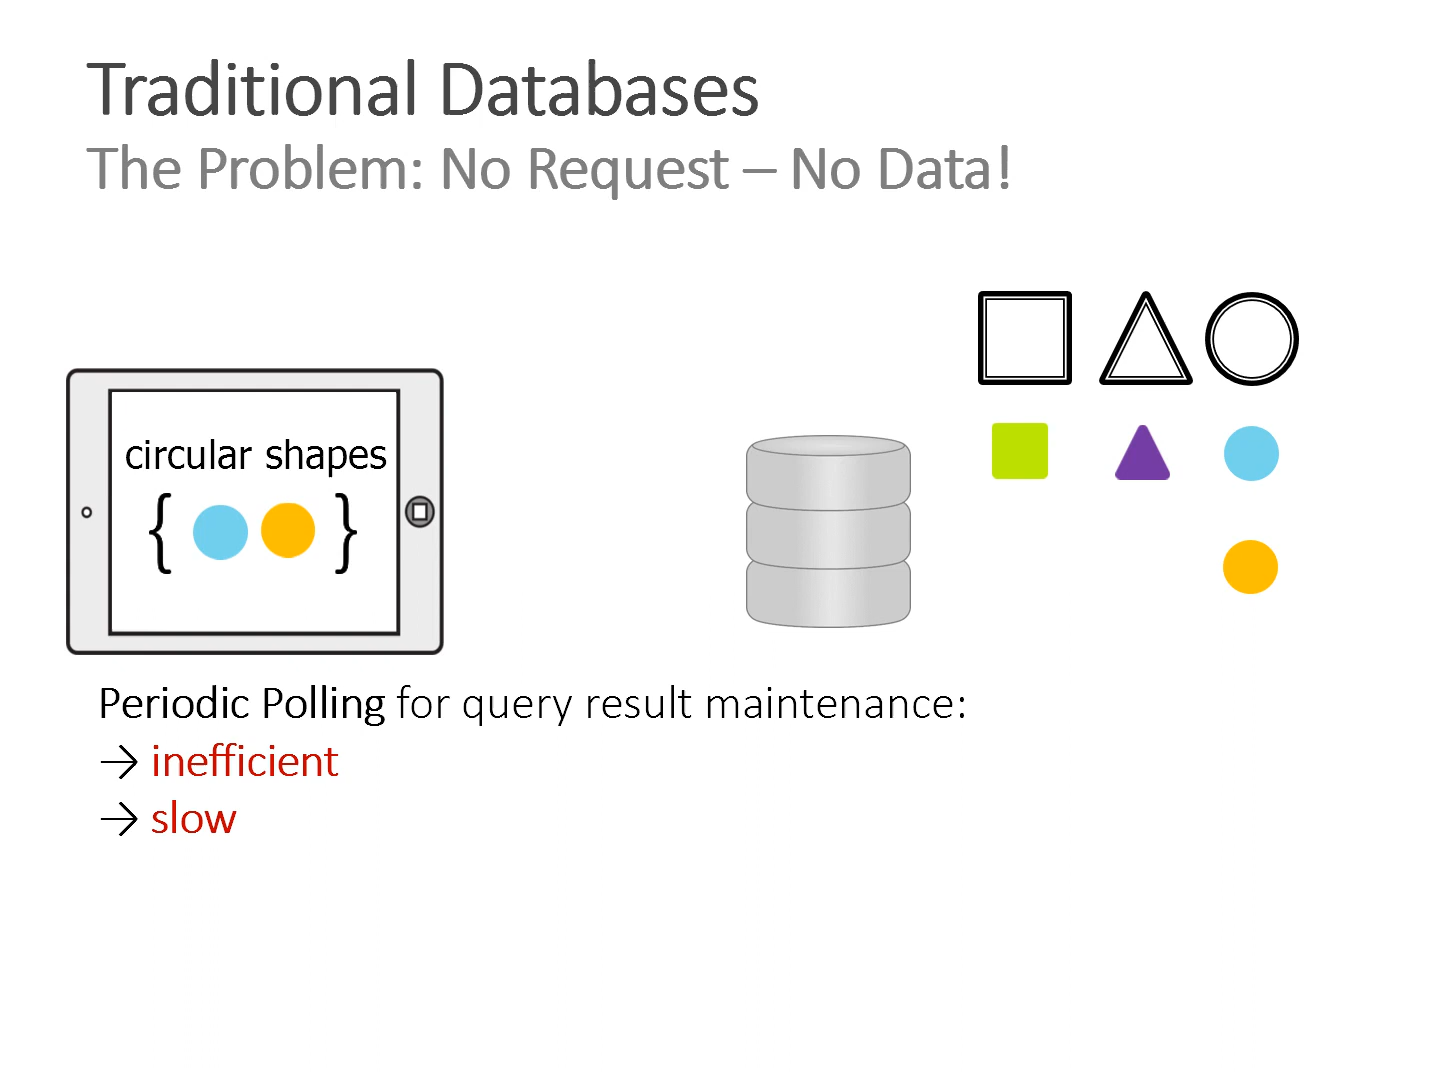 Traditional Databases
The Problem: No Request – No Data!
circular shapes
{ }
Periodic Polling for query result maintenance:
→ inefficient
→ slow